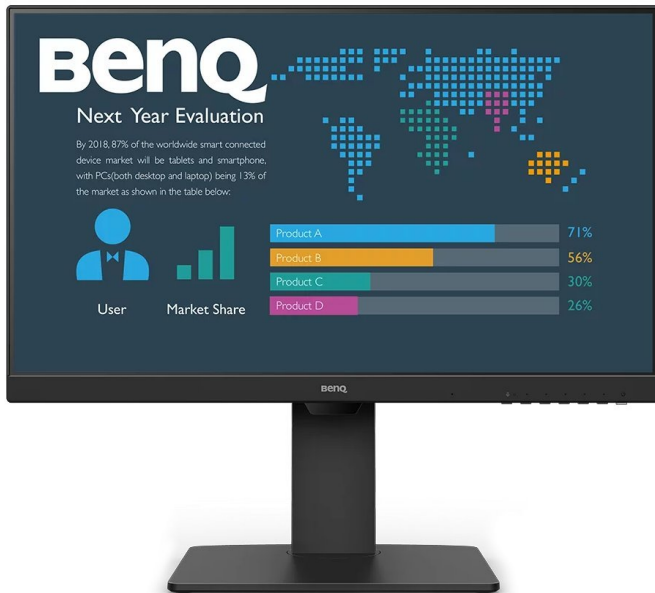 BenQ
Next Year Evaluation
By 2018, 87% of the worldwide smart connected
device market will be tablets and smartphone,
with PCs(both desktop and laptop) being 13% of
the market as shown in the table below:
User
Market Share
Product A 71%
Product B 56%
Product C 30%
Product D 26%
BenQ